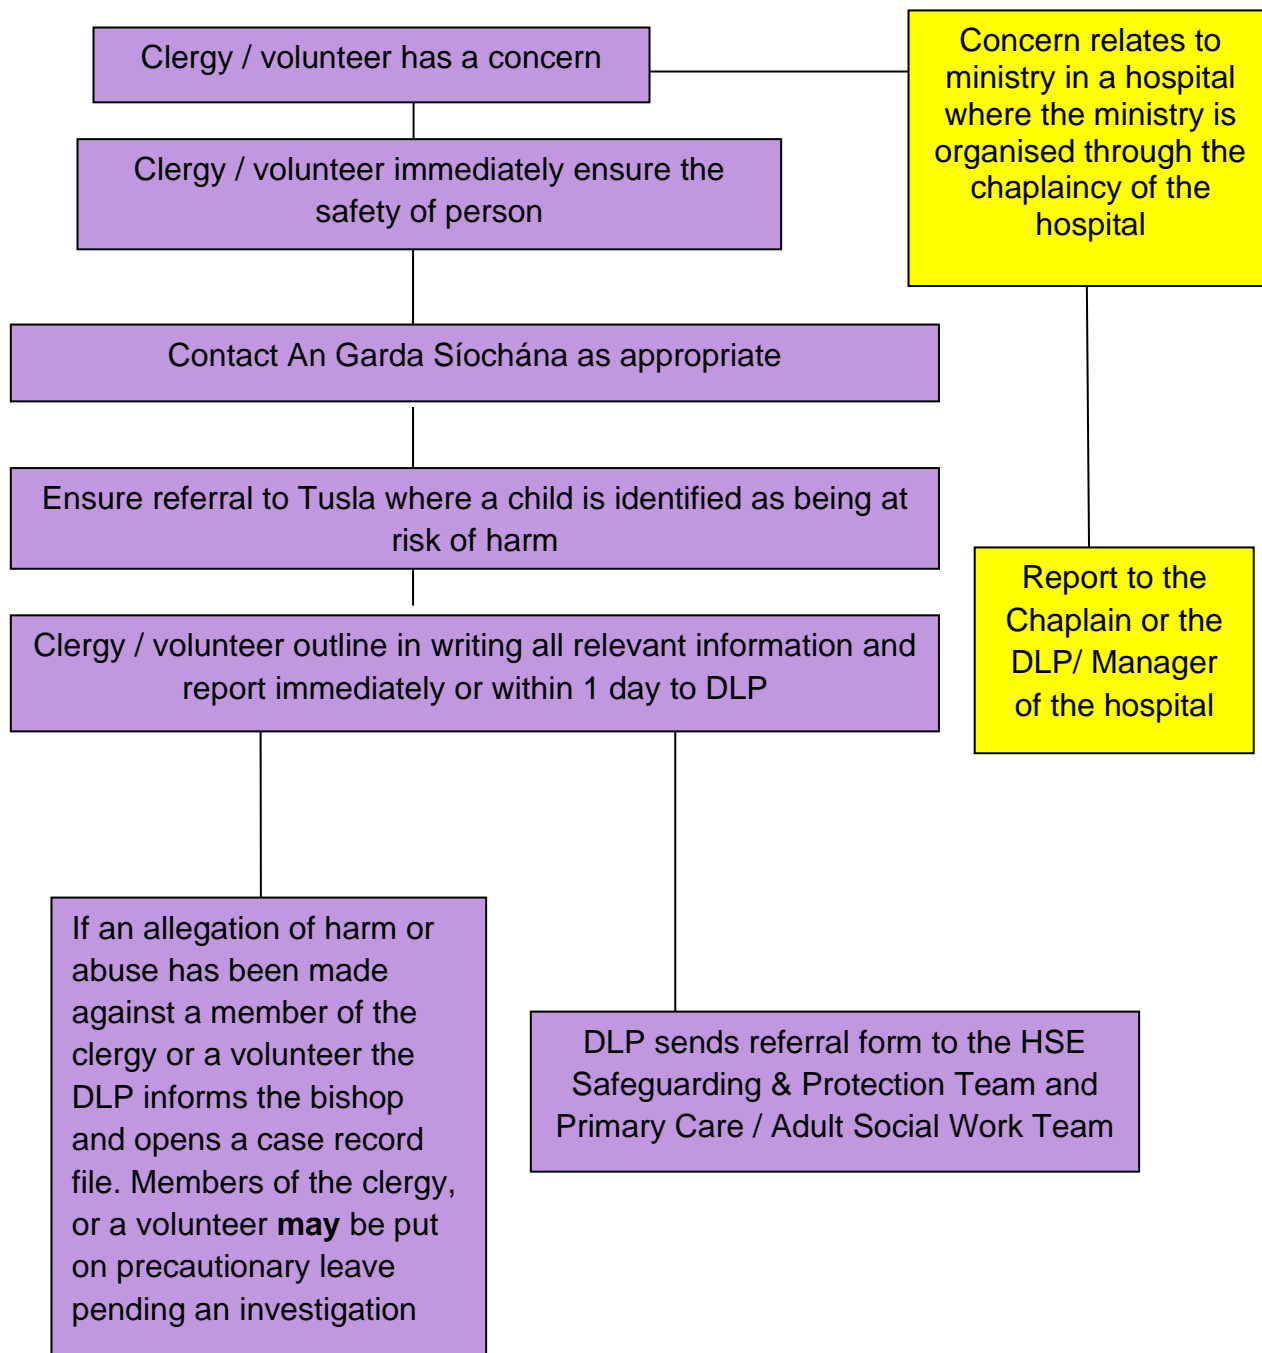 Clergy / volunteer has a concern
Concern relates to
ministry in a hospital
where the ministry is
organised through the
chaplaincy of the
hospital
Clergy / volunteer immediately ensure the
safety of person
Contact An Garda Síochána as appropriate
Ensure referral to Tusla where a child is identified as being at
risk of harm
Report to the
Chaplain or the
DLP/ Manager
of the hospital
Clergy / volunteer outline in writing all relevant information and
report immediately or within 1 day to DLP
If an allegation of harm or
abuse has been made
against a member of the
clergy or a volunteer the
DLP informs the bishop
and opens a case record
file. Members of the clergy,
or a volunteer may be put
on precautionary leave
pending an investigation
DLP sends referral form to the HSE
Safeguarding & Protection Team and
Primary Care / Adult Social Work Team